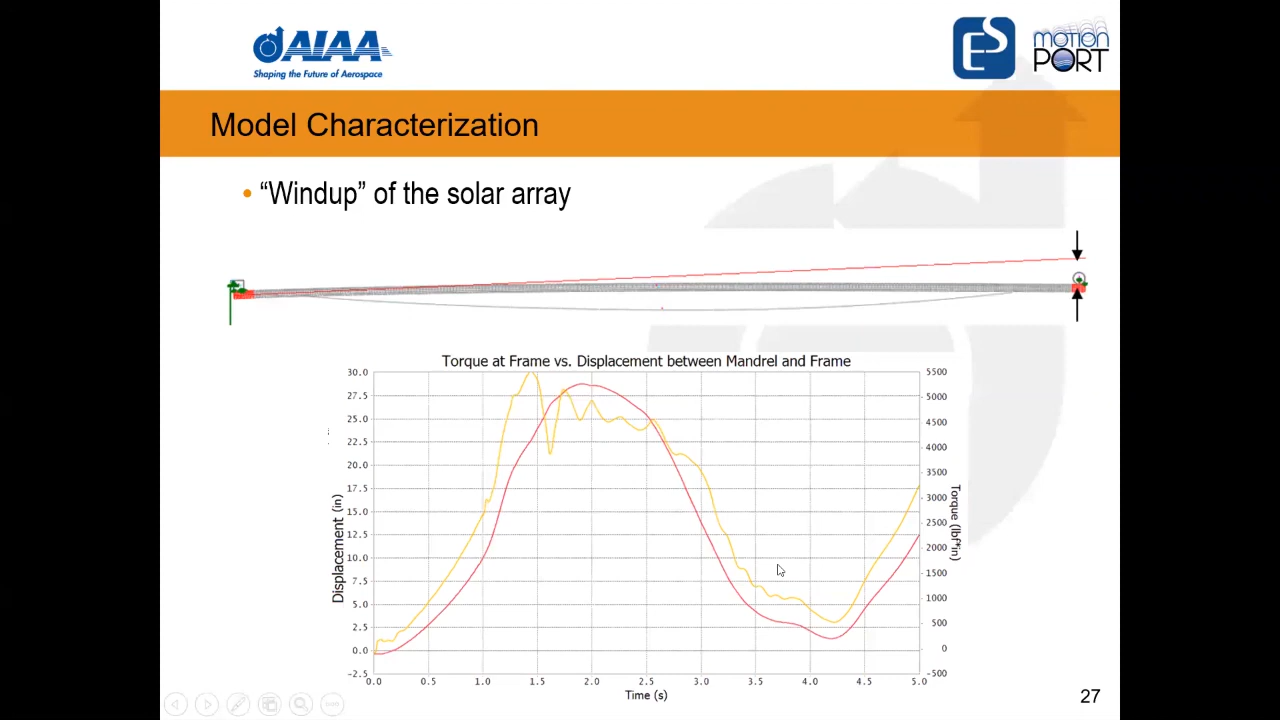 AIAA
Shaping the Future of Aerospace
ES
MOTION
PORT
Model Characterization
• “Windup” of the solar array
Torque at Frame vs. Displacement between Mandrel and Frame
30.0
27.5
25.0
22.5
20.0
17.5
15.0
12.5
10.0
7.5
5.0
2.5
0.0
-2.5
Displacement (in)
5500
5000
4500
4000
3500
3000
2500
2000
1500
1000
500
0
-500
Torque (lbf*in)
0.0 0.5 1.0 1.5 2.0 2.5 3.0 3.5 4.0 4.5 5.0
Time (s)
27